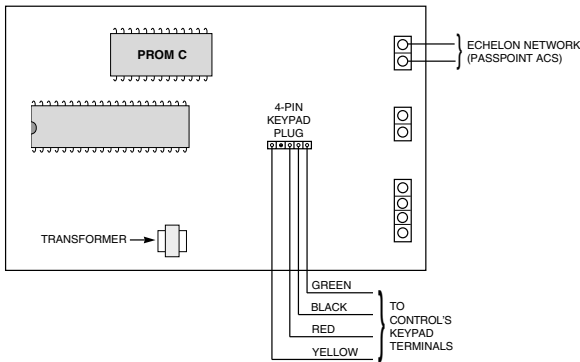 PROM C
ECHELON NETWORK
(PASSPOINT ACS)
4-PIN
KEYPAD
PLUG
TRANSFORMER
GREEN
BLACK
RED
YELLOW
TO
CONTROL'S
KEYPAD
TERMINALS